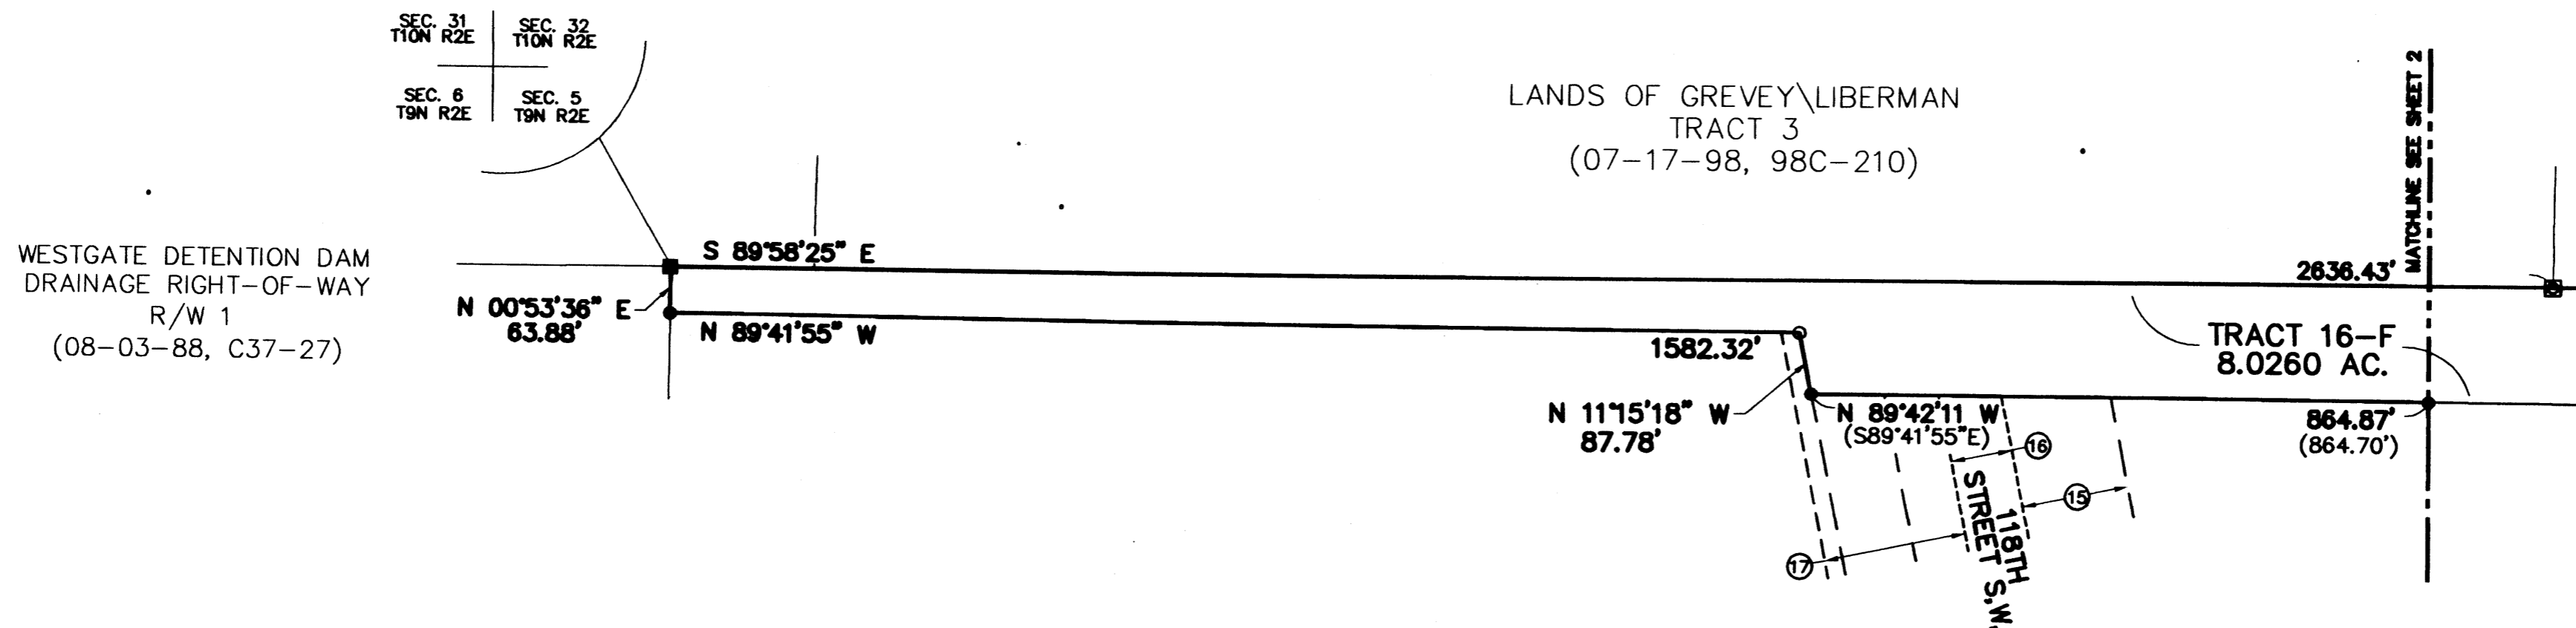 SEC. 31
T10N R2E
SEC. 32
T10N R2E
SEC. 6
T9N R2E
SEC. 5
T9N R2E
LANDS OF GREVEY\LIBERMAN
TRACT 3
(07-17-98, 98C-210)
MATCHLINE SEE SHEET 2
WESTGATE DETENTION DAM
DRAINAGE RIGHT-OF-WAY
R/W 1
(08-03-88, C37-27)
S 89°58'25" E
2636.43'
N 00°53'36" E
63.88'
N 89°41'55" W
1582.32'
TRACT 16-F
8.0260 AC.
N 11°15'18" W
87.78'
N 89°42'11 W
(S89°41'55"E)
864.87'
(864.70')
16
15
17
118TH
STREET S.W.